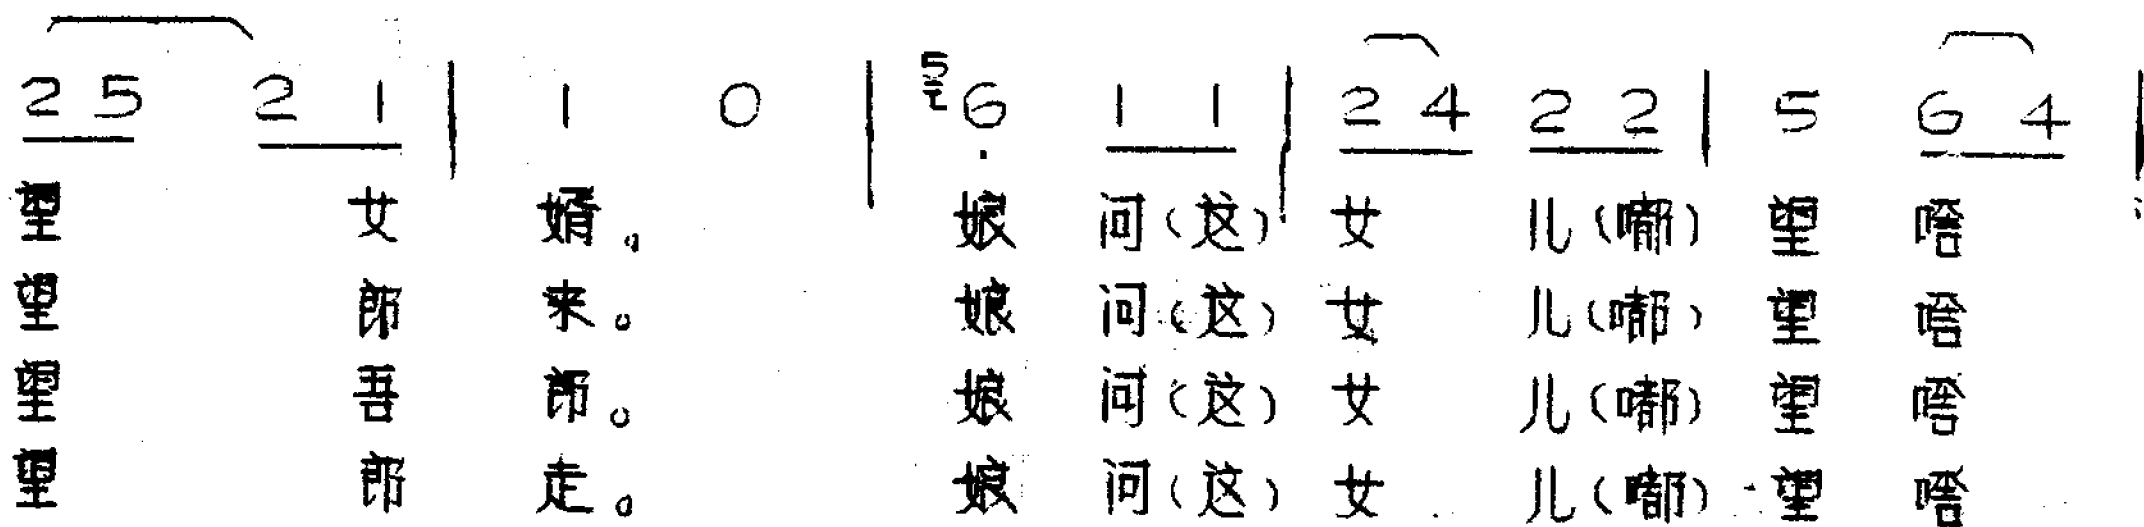 2 5 2 1 | 1 0 | 5 6 1 1 | 2 4 2 2 | 5 6 4 |
望 女 婿。 娘 问(这) 女 儿(嘟) 望 啥
望 郎 来。 娘 问(这) 女 儿(嘟) 望 啥
望 吾 郎。 娘 问(这) 女 儿(嘟) 望 啥
望 郎 走。 娘 问(这) 女 儿(嘟) 望 啥